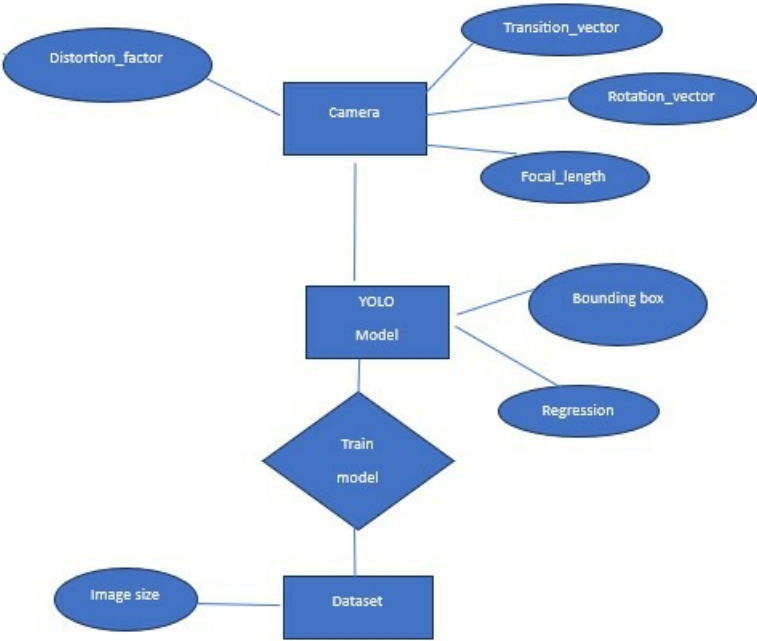 Transition_vector
Distortion_factor
Rotation_vector
Camera
Focal_length
Bounding box
YOLO
Model
Regression
Train
model
Image size
Dataset